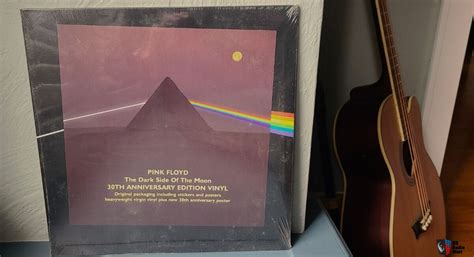 PINK FLOYD
The Dark Side Of The Moon
30TH ANNIVERSARY EDITION VINYL
Original packaging including stickers and posters
heavyweight virgin vinyl plus new 30th anniversary poster